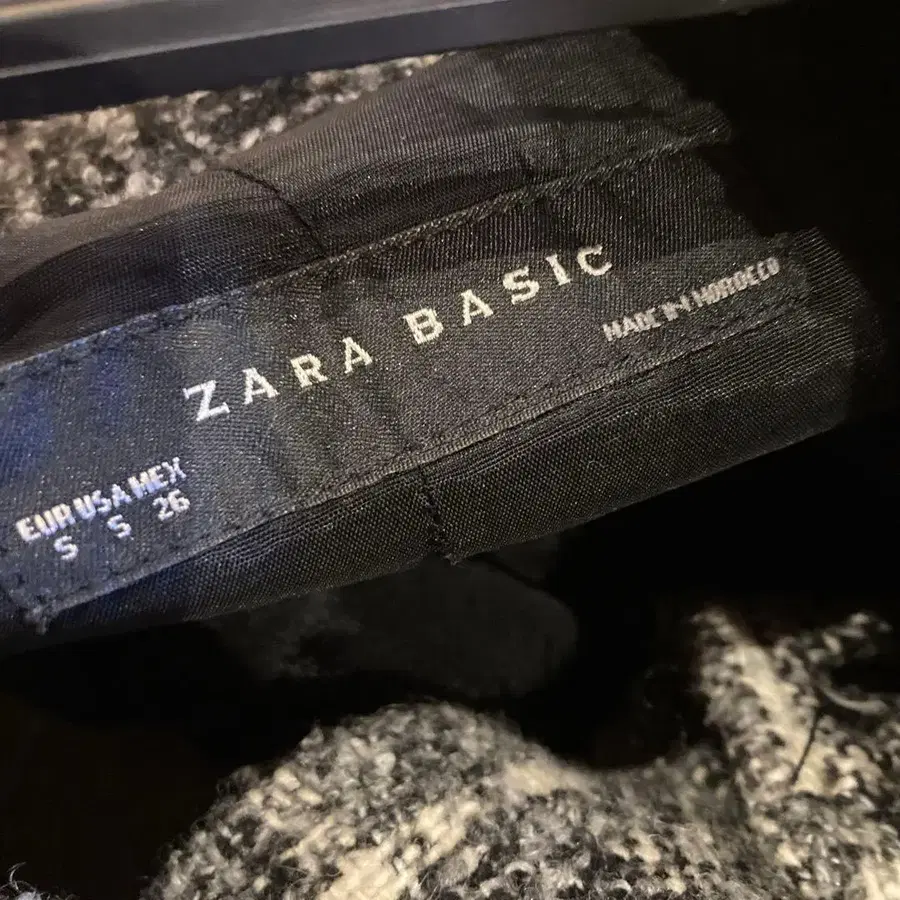 ZARA BASIC
MADE IN MOROCCO
EUR USA MEX
S S 26